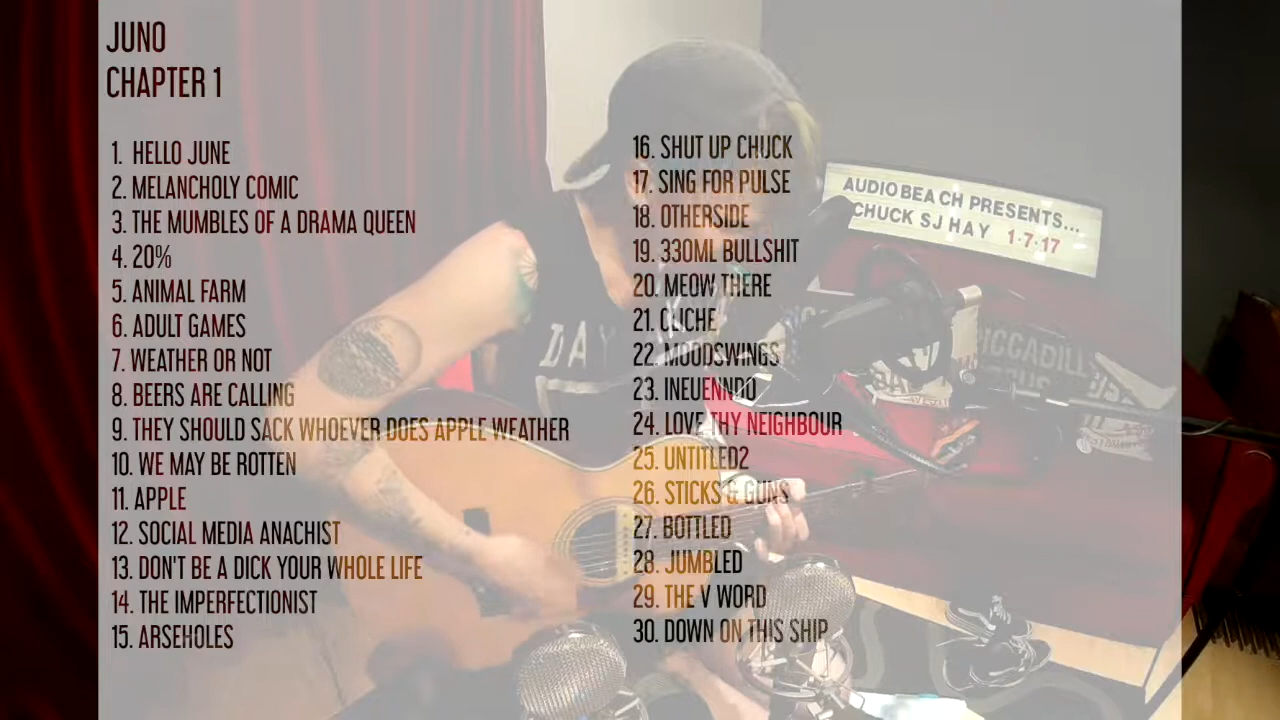 JUNO
CHAPTER 1
1. HELLO JUNE
2. MELANCHOLY COMIC
3. THE MUMBLES OF A DRAMA QUEEN
4. 20%
5. ANIMAL FARM
6. ADULT GAMES
7. WEATHER OR NOT
8. BEERS ARE CALLING
9. THEY SHOULD SACK WHOEVER DOES APPLE WEATHER
10. WE MAY BE ROTTEN
11. APPLE
12. SOCIAL MEDIA ANACHIST
13. DON'T BE A DICK YOUR WHOLE LIFE
14. THE IMPERFECTIONIST
15. ARSEHOLES
16. SHUT UP CHUCK
17. SING FOR PULSE
18. OTHERSIDE
19. 330ML BULLSHIT
20. MEOW THERE
21. CLICHE
22. MOODSWINGS
23. INEUENNDO
24. LOVE THY NEIGHBOUR
25. UNTITLED2
26. STICKS & GUNS
27. BOTTLED
28. JUMBLED
29. THE V WORD
30. DOWN ON THIS SHIP
AUDIOBEACH PRESENTS...
CHUCK SJ HAY 1·7·17
DAY